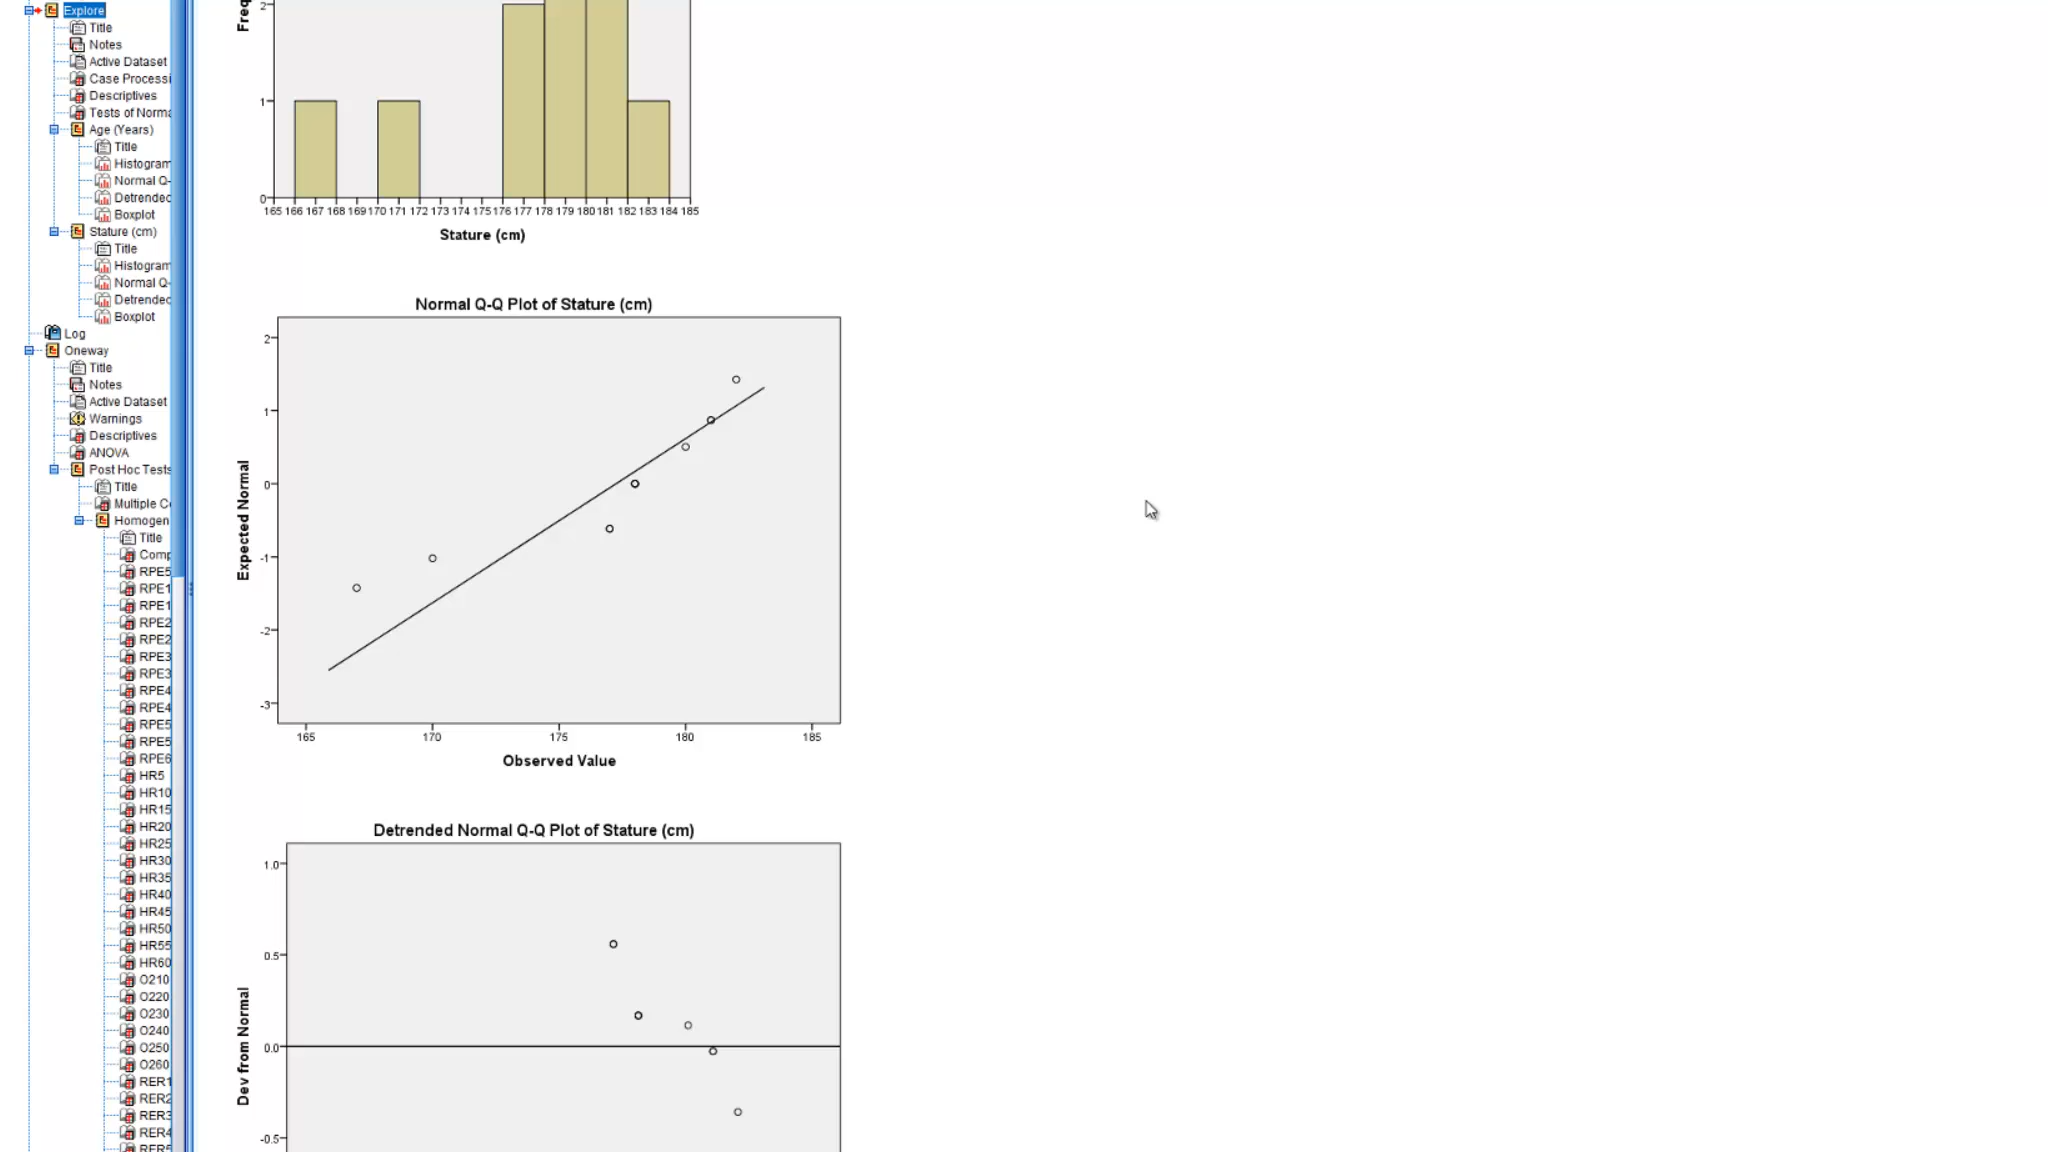 Explore
Title
Notes
Active Dataset
Case Processi
Descriptives
Tests of Norma
Age (Years)
Title
Histogram
Normal Q-
Detrended
Boxplot
Stature (cm)
Title
Histogram
Normal Q-
Detrended
Boxplot
Log
Oneway
Title
Notes
Active Dataset
Warnings
Descriptives
ANOVA
Post Hoc Tests
Title
Multiple Co
Homogen
Title
Comp
RPE5
RPE1
RPE1
RPE2
RPE2
RPE3
RPE3
RPE4
RPE4
RPE5
RPE5
RPE6
HR5
HR10
HR15
HR20
HR25
HR30
HR35
HR40
HR45
HR50
HR55
HR60
O210
O220
O230
O240
O250
O260
RER1
RER2
RER3
RER4
RER5
Freq
2
1
0
165 166 167 168 169 170 171 172 173 174 175 176 177 178 179 180 181 182 183 184 185
Stature (cm)
Normal Q-Q Plot of Stature (cm)
Expected Normal
2
1
0
-1
-2
-3
165 170 175 180 185
Observed Value
Detrended Normal Q-Q Plot of Stature (cm)
Dev from Normal
1.0
0.5
0.0
-0.5